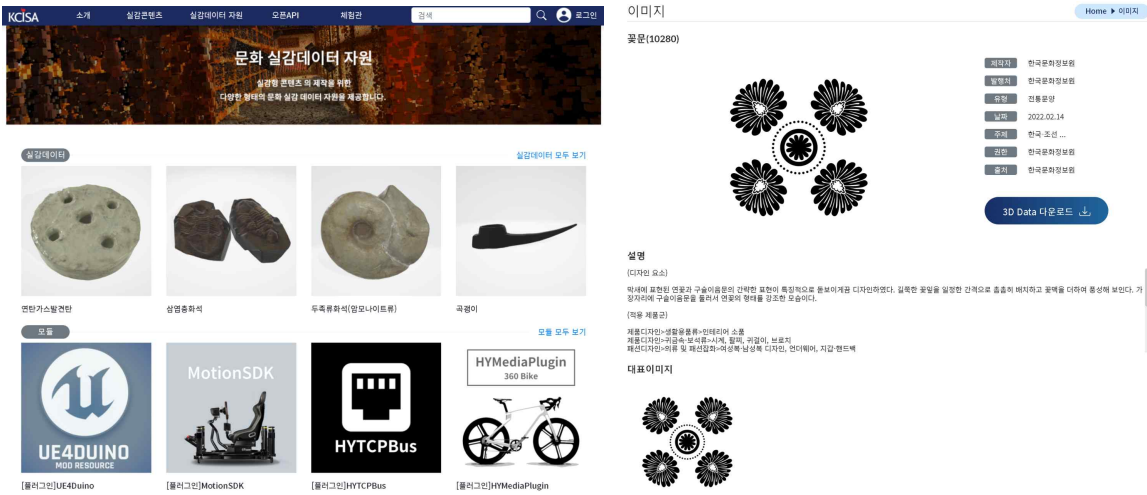 KCISA
소개
실감콘텐츠
실감데이터 자원
오픈API
체험관
검색
로그인
문화 실감데이터 자원
실감형 콘텐츠 의 제작을 위한
다양한 형태의 문화 실감 데이터 자원을 제공합니다.
실감데이터
실감데이터 모두 보기
연탄가스발견탄
삼엽충화석
두족류화석(암모나이트류)
곡괭이
모듈
모듈 모두 보기
UE4DUINO
MOD RESOURCE
MotionSDK
HYTCPBus
HYMediaPlugin
360 Bike
[플러그인]UE4Duino
[플러그인]MotionSDK
[플러그인]HYTCPBus
[플러그인]HYMediaPlugin
이미지
Home ▶ 이미지
꽃문(10280)
제작자 한국문화정보원
발행처 한국문화정보원
유형 전통문양
날짜 2022.02.14
주제 한국-조선 ...
권한 한국문화정보원
출처 한국문화정보원
3D Data 다운로드
설명
(디자인 요소)
막새에 표현된 연꽃과 구슬이음문의 간략한 표현이 특징적으로 돋보이게끔 디자인하였다. 길쭉한 꽃잎을 일정한 간격으로 촘촘히 배치하고 꽃맥을 더하여 풍성해 보인다. 가
장자리에 구슬이음문을 둘러서 연꽃의 형태를 강조한 모습이다.
(적용 제품군)
제품디자인>생활용품류>인테리어 소품
제품디자인>귀금속·보석류>시계, 팔찌, 귀걸이, 브로치
패션디자인>의류 및 패션잡화>여성복·남성복 디자인, 언더웨어, 지갑·핸드백
대표이미지